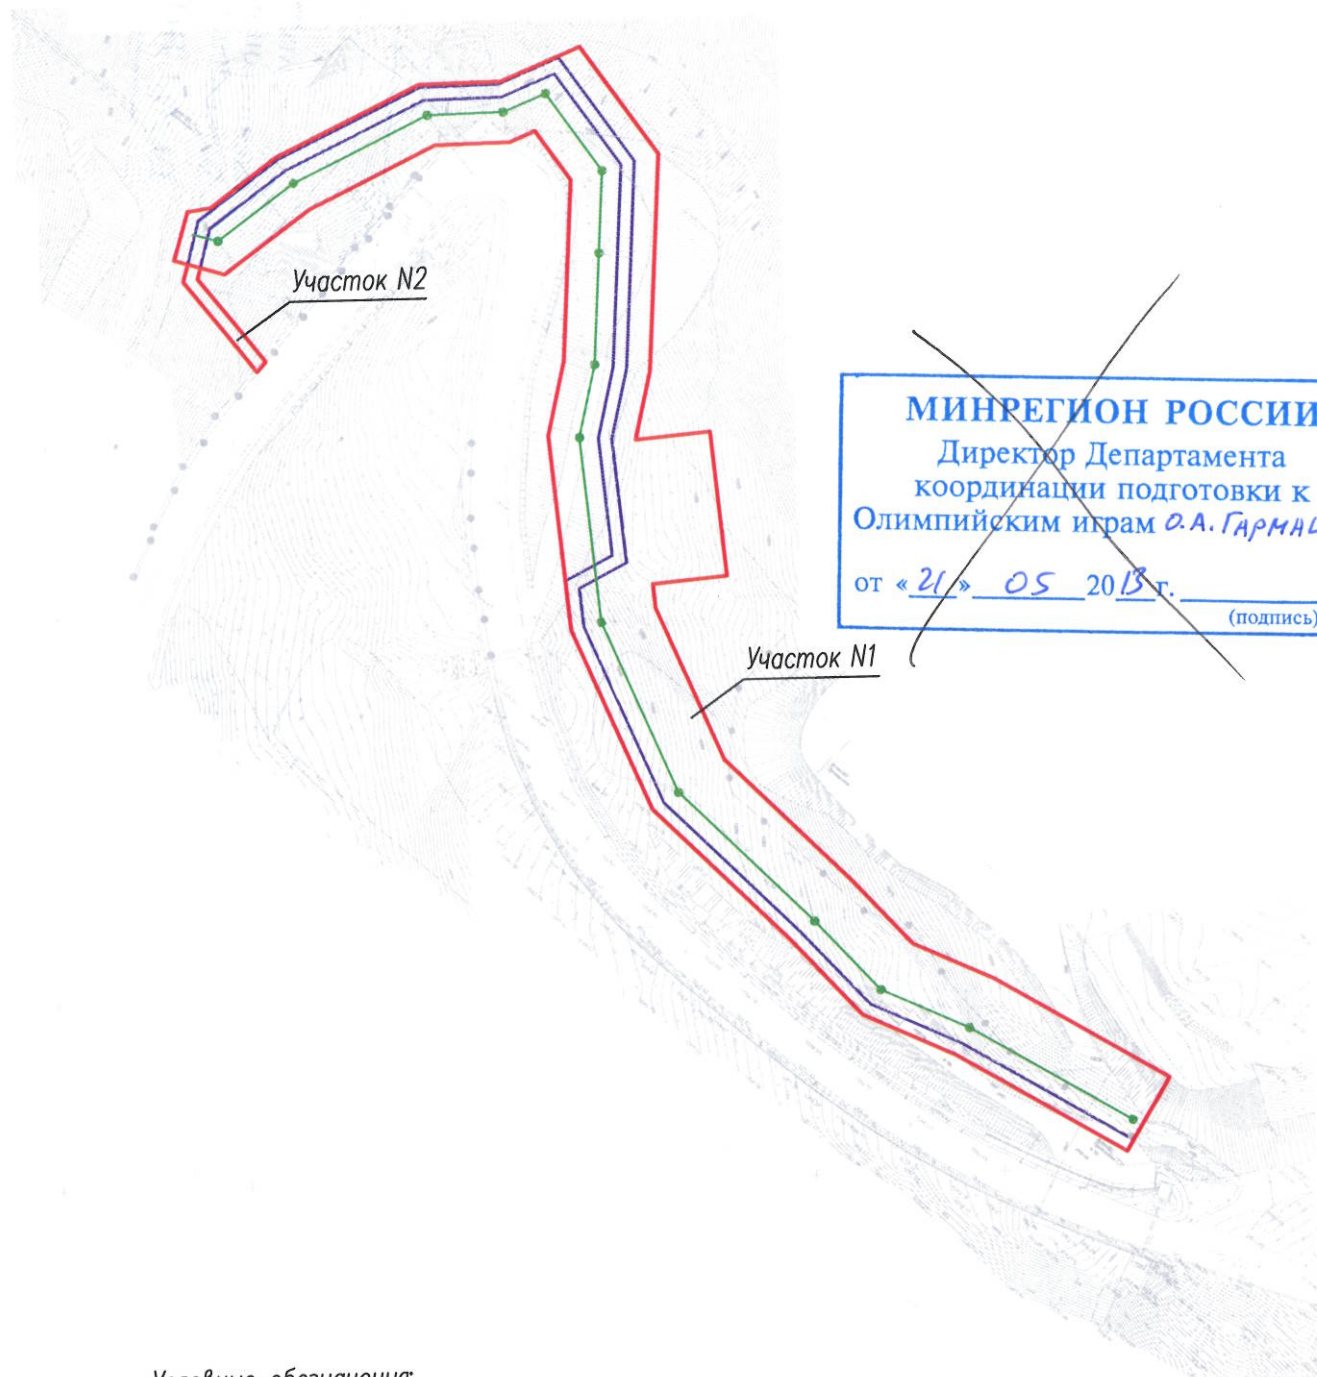 Участок N2
МИНРЕГИОН РОССИИ
Директор Департамента
координации подготовки к
Олимпийским играм О.А.
от «21» 05 2013 г.
(подпись)
Участок N1
Условные обозначения: